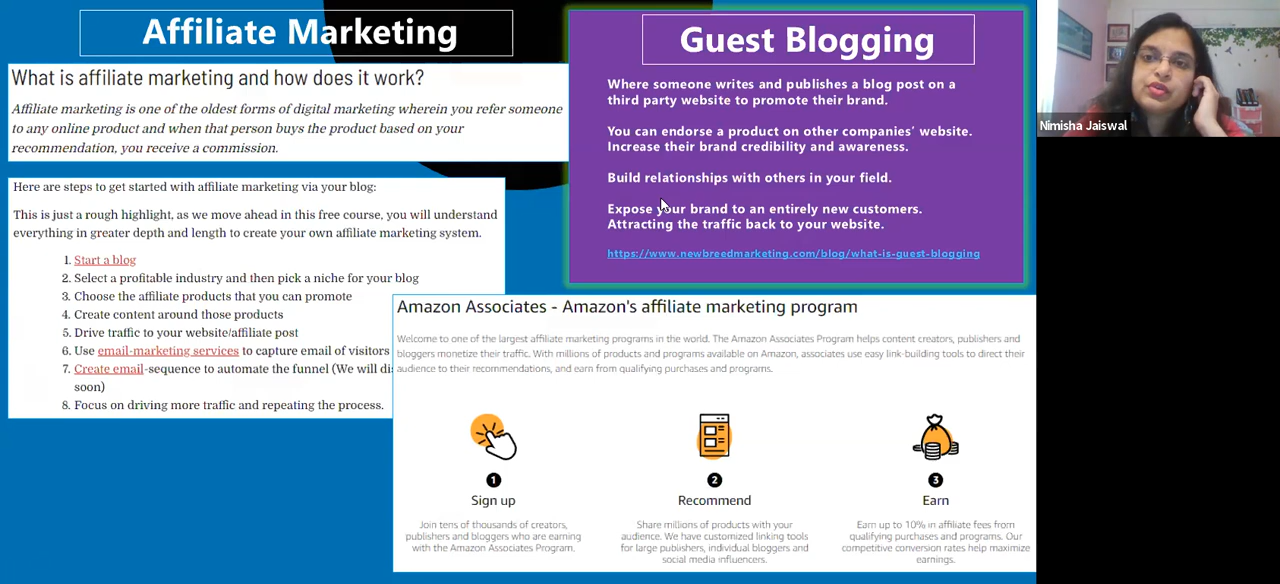 Affiliate Marketing
What is affiliate marketing and how does it work?
Affiliate marketing is one of the oldest forms of digital marketing wherein you refer someone
to any online product and when that person buys the product based on your
recommendation, you receive a commission.
Here are steps to get started with affiliate marketing via your blog:
This is just a rough highlight, as we move ahead in this free course, you will understand
everything in greater depth and length to create your own affiliate marketing system.
1. Start a blog
2. Select a profitable industry and then pick a niche for your blog
3. Choose the affiliate products that you can promote
4. Create content around those products
5. Drive traffic to your website/affiliate post
6. Use email-marketing services to capture email of visitors
7. Create email-sequence to automate the funnel (We will
soon)
8. Focus on driving more traffic and repeating the process.
Guest Blogging
Where someone writes and publishes a blog post on a
third party website to promote their brand.
You can endorse a product on other companies' website.
Increase their brand credibility and awareness.
Build relationships with others in your field.
Expose your brand to an entirely new customers.
Attracting the traffic back to your website.
https://www.newbreedmarketing.com/blog/what-is-guest-blogging
Amazon Associates - Amazon's affiliate marketing program
Welcome to one of the largest affiliate marketing programs in the world. The Amazon Associates Program helps content creators, publishers and
bloggers monetize their traffic. With millions of products and programs available on Amazon, associates use easy link-building tools to direct their
audience to their recommendations, and earn from qualifying purchases and programs.
1
Sign up
Join tens of thousands of creators,
publishers and bloggers who are earning
with the Amazon Associates Program.
2
Recommend
Share millions of products with your
audience. We have customized linking tools
for large publishers, individual bloggers and
social media influencers.
3
Earn
Earn up to 10% in affiliate fees from
qualifying purchases and programs. Our
competitive conversion rates help maximize
earnings.
Nimisha Jaiswal